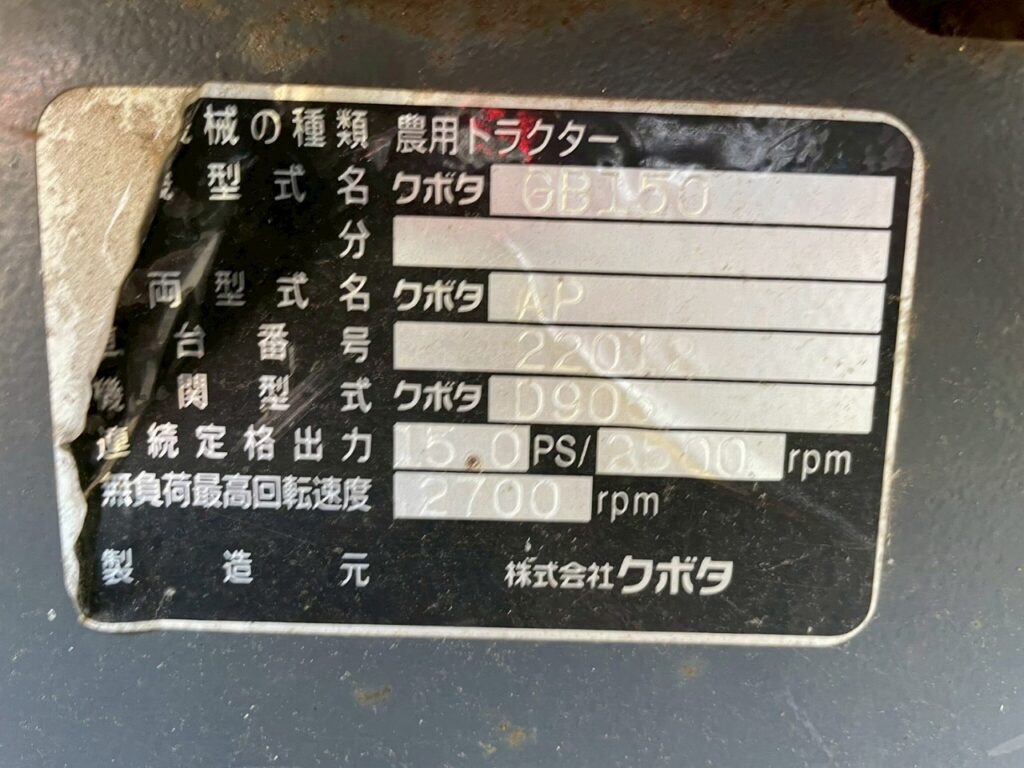 械の種類 農用トラクター
型式名 クボタ GB150
分
両型式名 クボタ AP
台番号 22012
機関型式 クボタ D905
連続定格出力 15.0 PS/ 2500 rpm
無負荷最高回転速度 2700 rpm
製造元 株式会社クボタ